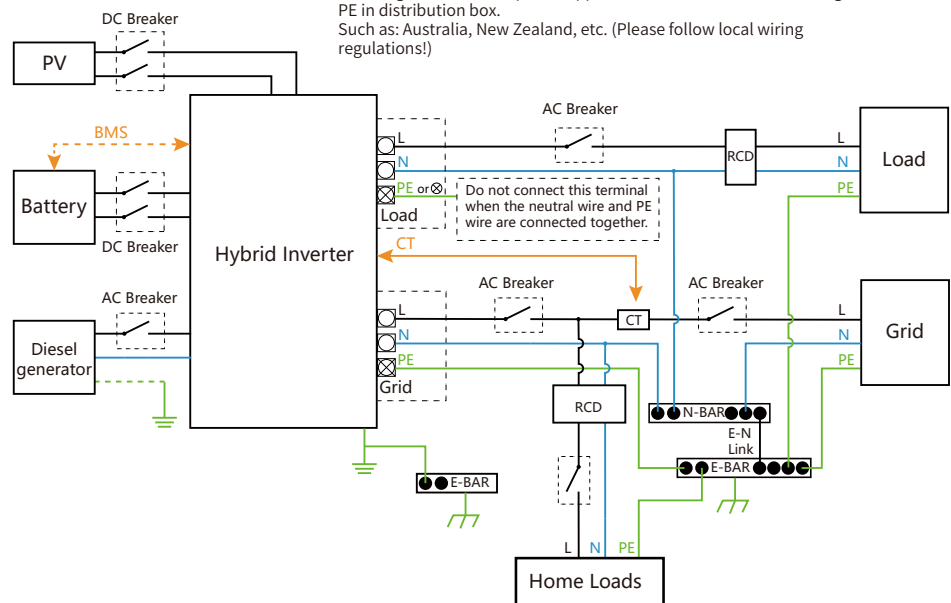 PE in distribution box.
Such as: Australia, New Zealand, etc. (Please follow local wiring
regulations!)
DC Breaker
PV
BMS
Battery
DC Breaker
AC Breaker
Diesel
generator
Hybrid Inverter
L
N
PE or
Load
Do not connect this terminal
when the neutral wire and PE
wire are connected together.
AC Breaker
RCD
L
N
PE
Load
CT
L
N
PE
Grid
AC Breaker
CT
AC Breaker
L
N
PE
Grid
RCD
N-BAR
E-N
Link
E-BAR
E-BAR
L
N
PE
Home Loads